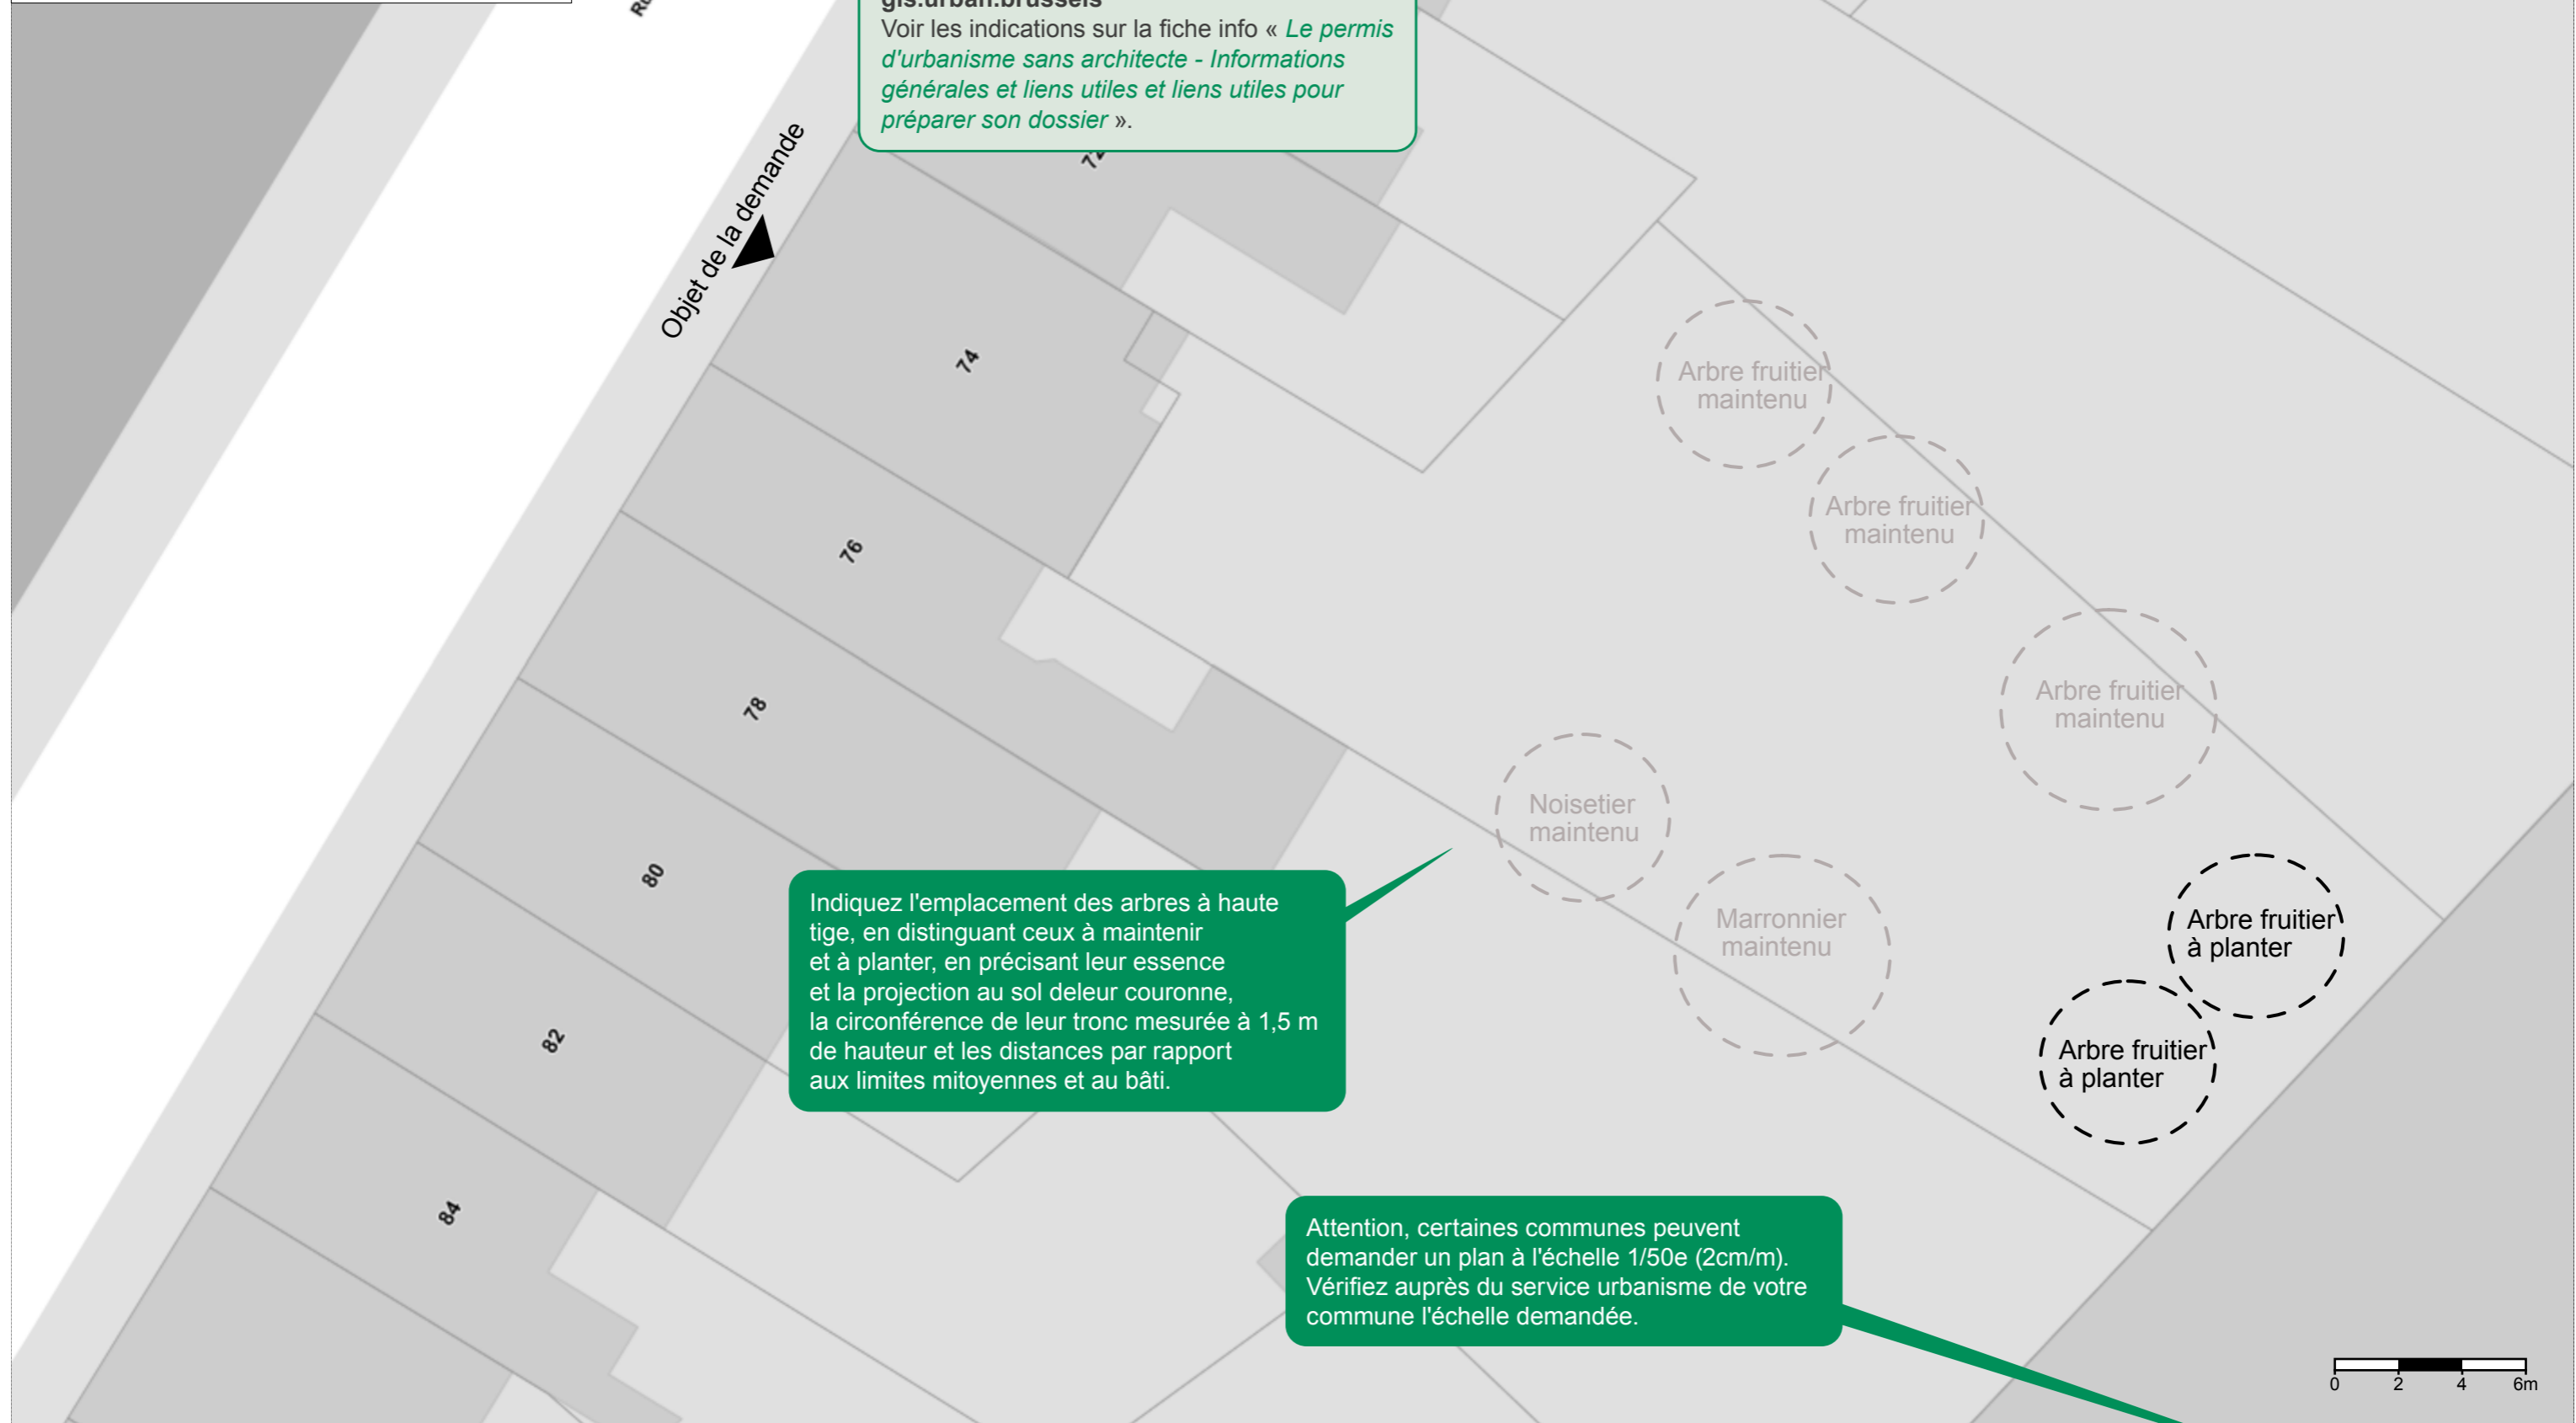 gis.urban.brussels
Voir les indications sur la fiche info « Le permis
d'urbanisme sans architecte - Informations
générales et liens utiles et liens utiles pour
préparer son dossier ».
Objet de la demande
72
74
76
78
80
82
84
Arbre fruitier
maintenu
Arbre fruitier
maintenu
Arbre fruitier
maintenu
Noisetier
maintenu
Marronnier
maintenu
Arbre fruitier
à planter
Arbre fruitier
à planter
Indiquez l'emplacement des arbres à haute
tige, en distinguant ceux à maintenir
et à planter, en précisant leur essence
et la projection au sol deleur couronne,
la circonférence de leur tronc mesurée à 1,5 m
de hauteur et les distances par rapport
aux limites mitoyennes et au bâti.
Attention, certaines communes peuvent
demander un plan à l'échelle 1/50e (2cm/m).
Vérifiez auprès du service urbanisme de votre
commune l'échelle demandée.
0 2 4 6m